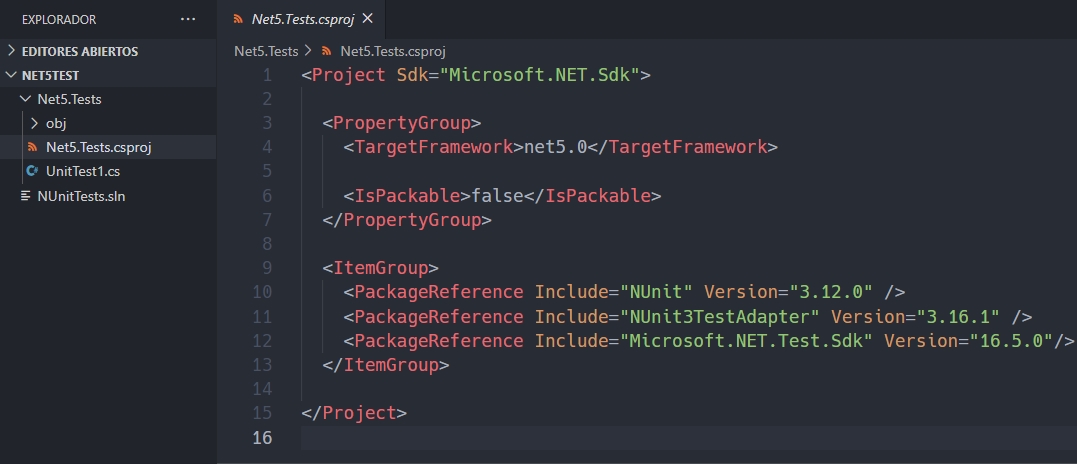 EXPLORADOR
EDITORES ABIERTOS
NET5TEST
Net5.Tests
obj
Net5.Tests.csproj
UnitTest1.cs
NUnitTests.sln
Net5.Tests.csproj
Net5.Tests > Net5.Tests.csproj
1 <Project Sdk="Microsoft.NET.Sdk">
2
3 <PropertyGroup>
4 <TargetFramework>net5.0</TargetFramework>
5
6 <IsPackable>false</IsPackable>
7 </PropertyGroup>
8
9 <ItemGroup>
10 <PackageReference Include="NUnit" Version="3.12.0" />
11 <PackageReference Include="NUnit3TestAdapter" Version="3.16.1" />
12 <PackageReference Include="Microsoft.NET.Test.Sdk" Version="16.5.0"/>
13 </ItemGroup>
14
15 </Project>
16